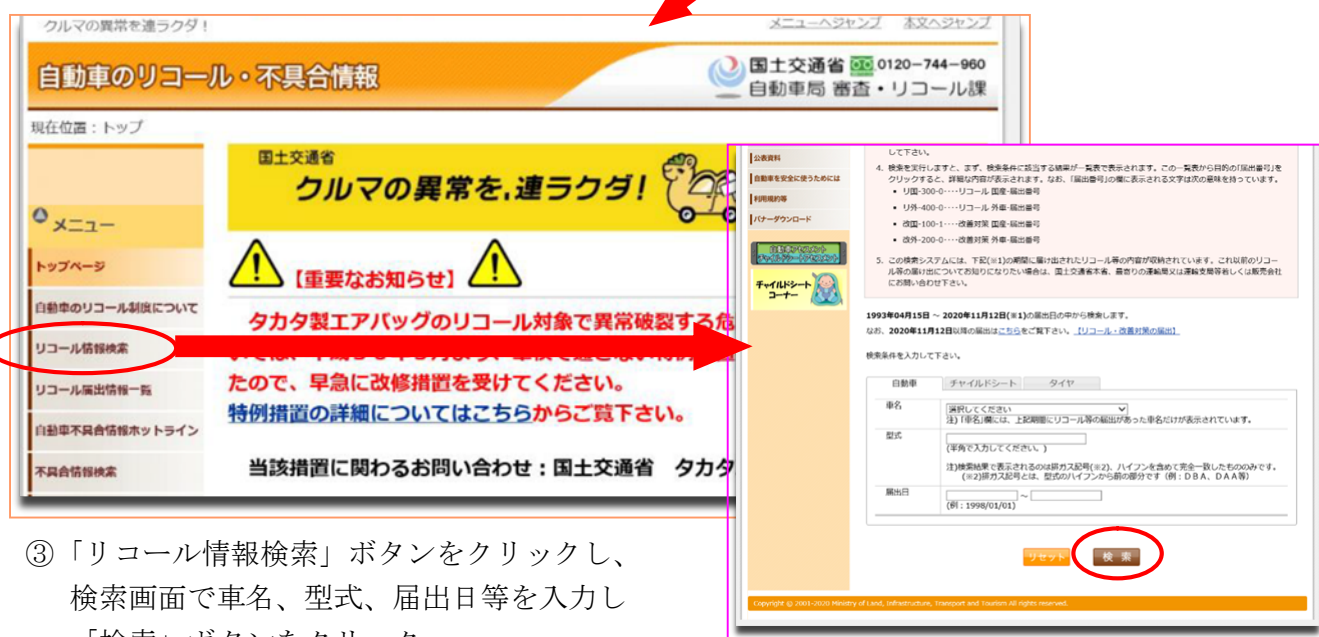 クルマの異常を連ラクダ！
メニューへジャンプ 本文へジャンプ
自動車のリコール・不具合情報
国土交通省 0120-744-960
自動車局 審査・リコール課
現在位置：トップ
メニュー
トップページ
自動車のリコール制度について
リコール情報検索
リコール届出情報一覧
自動車不具合情報ホットライン
不具合情報検索
国土交通省
クルマの異常を,連ラクダ！
【重要なお知らせ】
タカタ製エアバッグのリコール対象で異常破裂する危
たので、早急に改修措置を受けてください。
特例措置の詳細についてはこちらからご覧下さい。
当該措置に関わるお問い合わせ：国土交通省 タカタ
公表資料
自動車を安全に使うためには
利用規約等
バナーダウンロード
チャイルドシート
コーナー
して下さい。
4. 検索を実行しますと、まず、検索条件に該当する結果が一覧表で表示されます。この一覧表から目的の「届出番号」を
クリックすると、詳細な内容が表示されます。なお、「届出番号」の欄に表示される文字は次の意味を持っています。
• リ国-300-0‥‥リコール 国産-届出番号
• リ外-400-0‥‥リコール 外車-届出番号
• 改国-100-1‥‥改善対策 国産-届出番号
• 改外-200-0‥‥改善対策 外車-届出番号
5. この検索システムには、下記(※1)の期間に届け出されたリコール等の内容が収納されています。これ以前のリコー
ル等の届け出についてお知りになりたい場合は、国土交通省本省、最寄りの運輸局又は運輸支局等若しくは販売会社
にお問い合わせ下さい。
1993年04月15日 ～ 2020年11月12日(※1)の届出日の中から検索します。
なお、2020年11月12日以降の届出はこちらをご覧下さい。【リコール・改善対策の届出】
検索条件を入力して下さい。
自動車 チャイルドシート タイヤ
車名 選択してください
注)「車名」欄には、上記期間にリコール等の届出があった車名だけが表示されています。
型式
(半角で入力してください。)
注)検索結果で表示されるのは排ガス記号(※2)、ハイフンを含めて完全一致したもののみです。
(※2)排ガス記号とは、型式のハイフンから前の部分です（例：ＤＢＡ、ＤＡＡ等）
届出日 ～
(例：1998/01/01)
リセット 検 索
Copyright © 2001-2020 Ministry of Land, Infrastructure, Transport and Tourism All rights reserved.
③「リコール情報検索」ボタンをクリックし、
検索画面で車名、型式、届出日等を入力し
「検索」ボタンをクリック